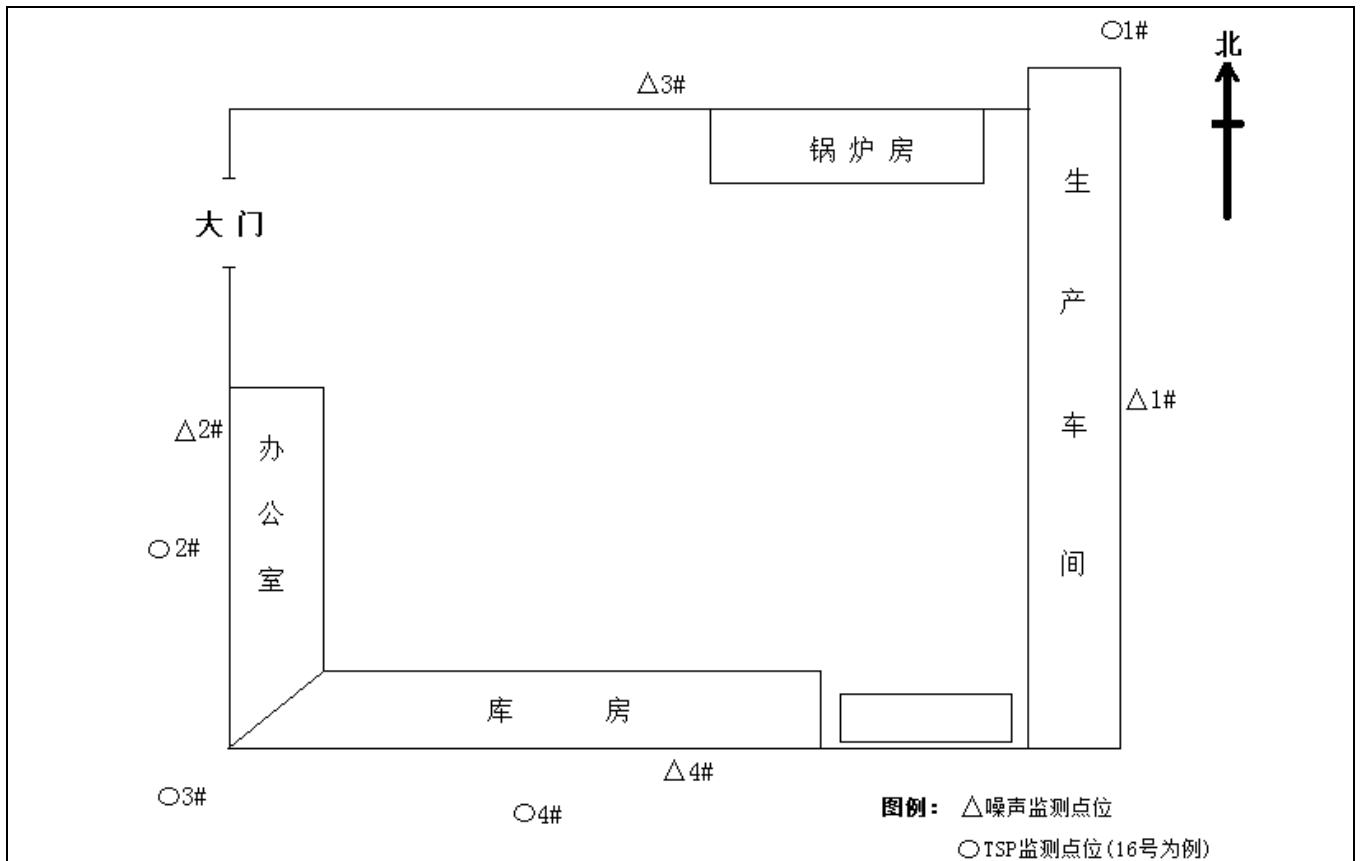 ○1#
北
△3#
锅 炉 房
生
产
车
间
大 门
△1#
△2#
办
公
室
○2#
库 房
△4#
○3#
○4#
图例： △噪声监测点位
○TSP监测点位(16号为例)